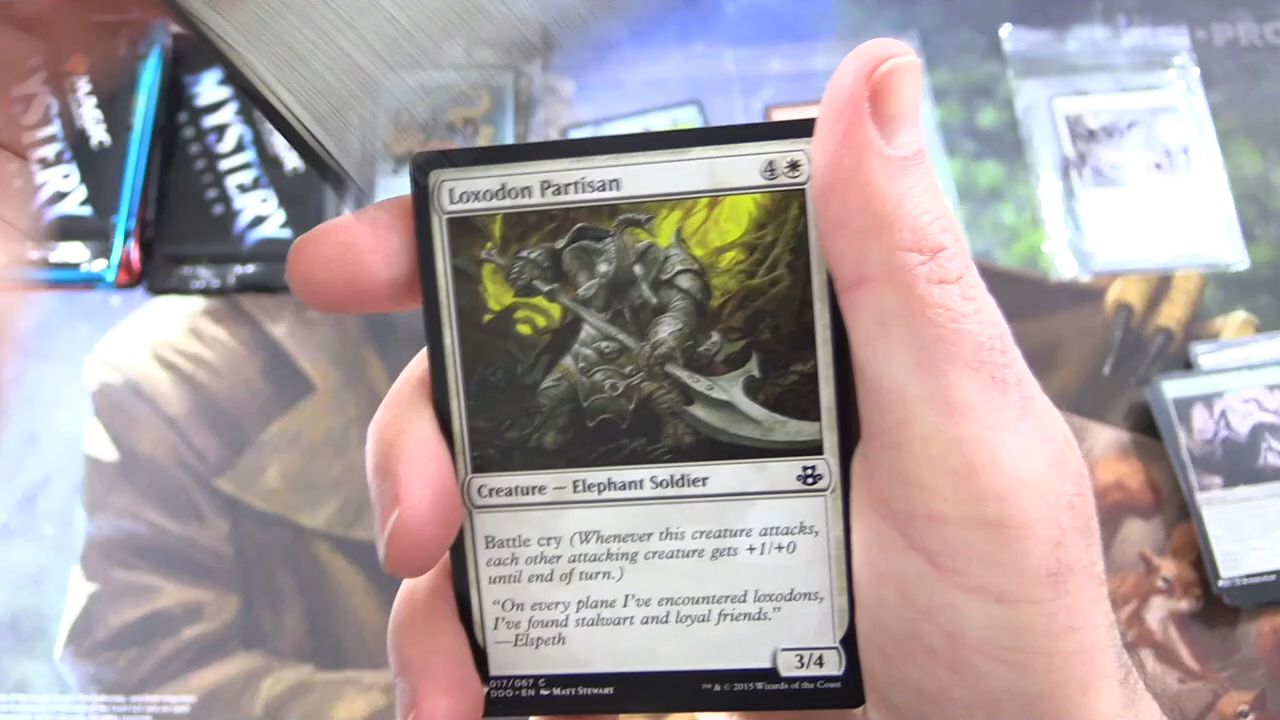 MAGIC
MYSTERY
MYSTERY
PRO
Loxodon Partisan
4
Creature — Elephant Soldier
Battle cry (Whenever this creature attacks,
each other attacking creature gets +1/+0
until end of turn.)
“On every plane I’ve encountered loxodons,
I’ve found stalwart and loyal friends.”
—Elspeth
3/4
017/067 C
DDO • EN Matt Stewart
™ & © 2015 Wizards of the Coast